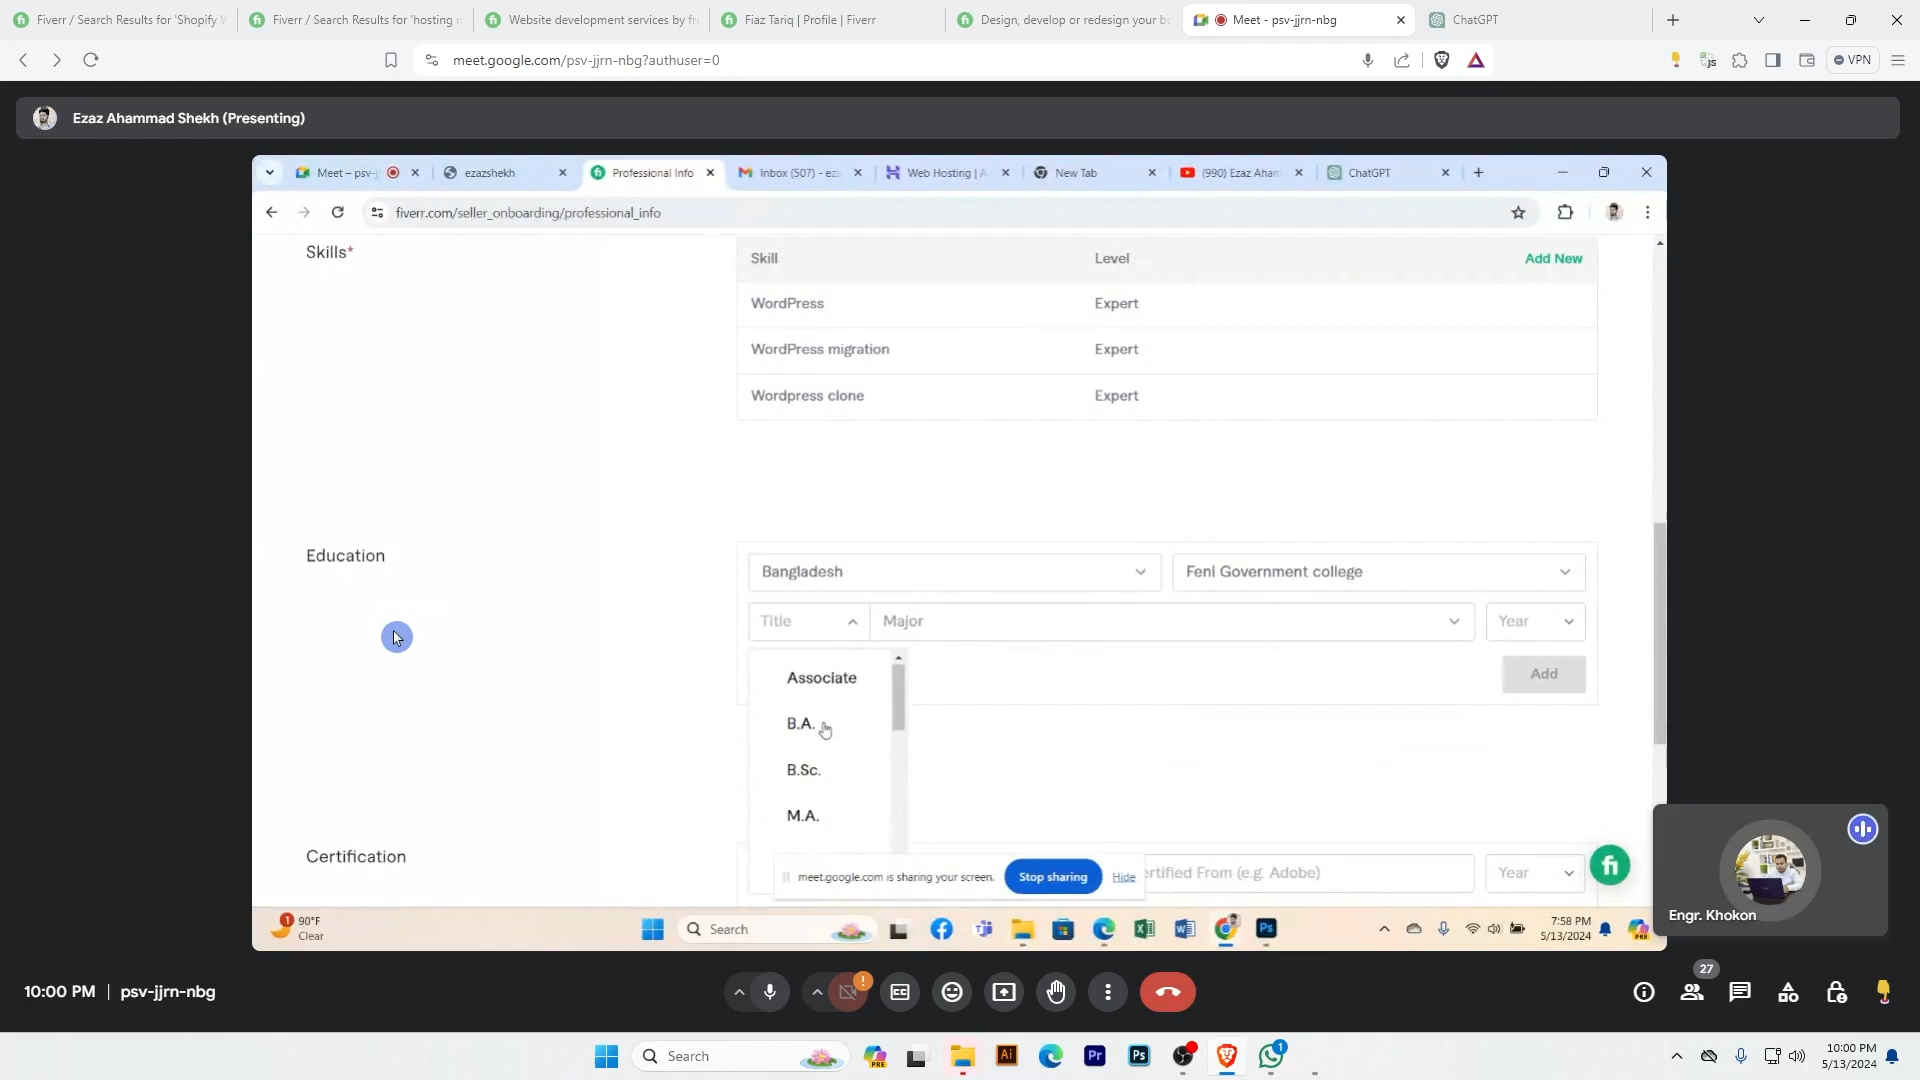 Fiverr / Search Results for 'Shopify W
Fiverr / Search Results for 'hosting m
Website development services by fr
Fiaz Tariq | Profile | Fiverr
Design, develop or redesign your bu
Meet - psv-jjrn-nbg
ChatGPT
meet.google.com/psv-jjrn-nbg?authuser=0
VPN
Ezaz Ahammad Shekh (Presenting)
Meet – psv-j
ezazshekh
Professional Info
Inbox (507) - eza
Web Hosting | A
New Tab
(990) Ezaz Aham
ChatGPT
fiverr.com/seller_onboarding/professional_info
Skills*
Skill Level Add New
WordPress Expert
WordPress migration Expert
Wordpress clone Expert
Education
Bangladesh
Feni Government college
Title
Major
Year
Associate
Add
B.A.
B.Sc.
M.A.
Certification
ertified From (e.g. Adobe)
Year
meet.google.com is sharing your screen.
Stop sharing
Hide
fi
Engr. Khokon
1
90°F
Clear
Search
7:58 PM
5/13/2024
10:00 PM | psv-jjrn-nbg
27
Search
10:00 PM
5/13/2024